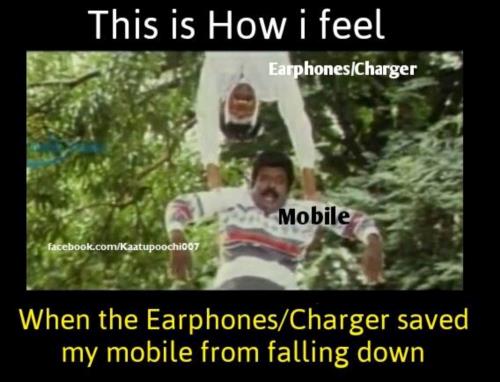 This is How i feel
Earphones/Charger
Mobile
facebook.com/Kaatupoochi007
When the Earphones/Charger saved
my mobile from falling down